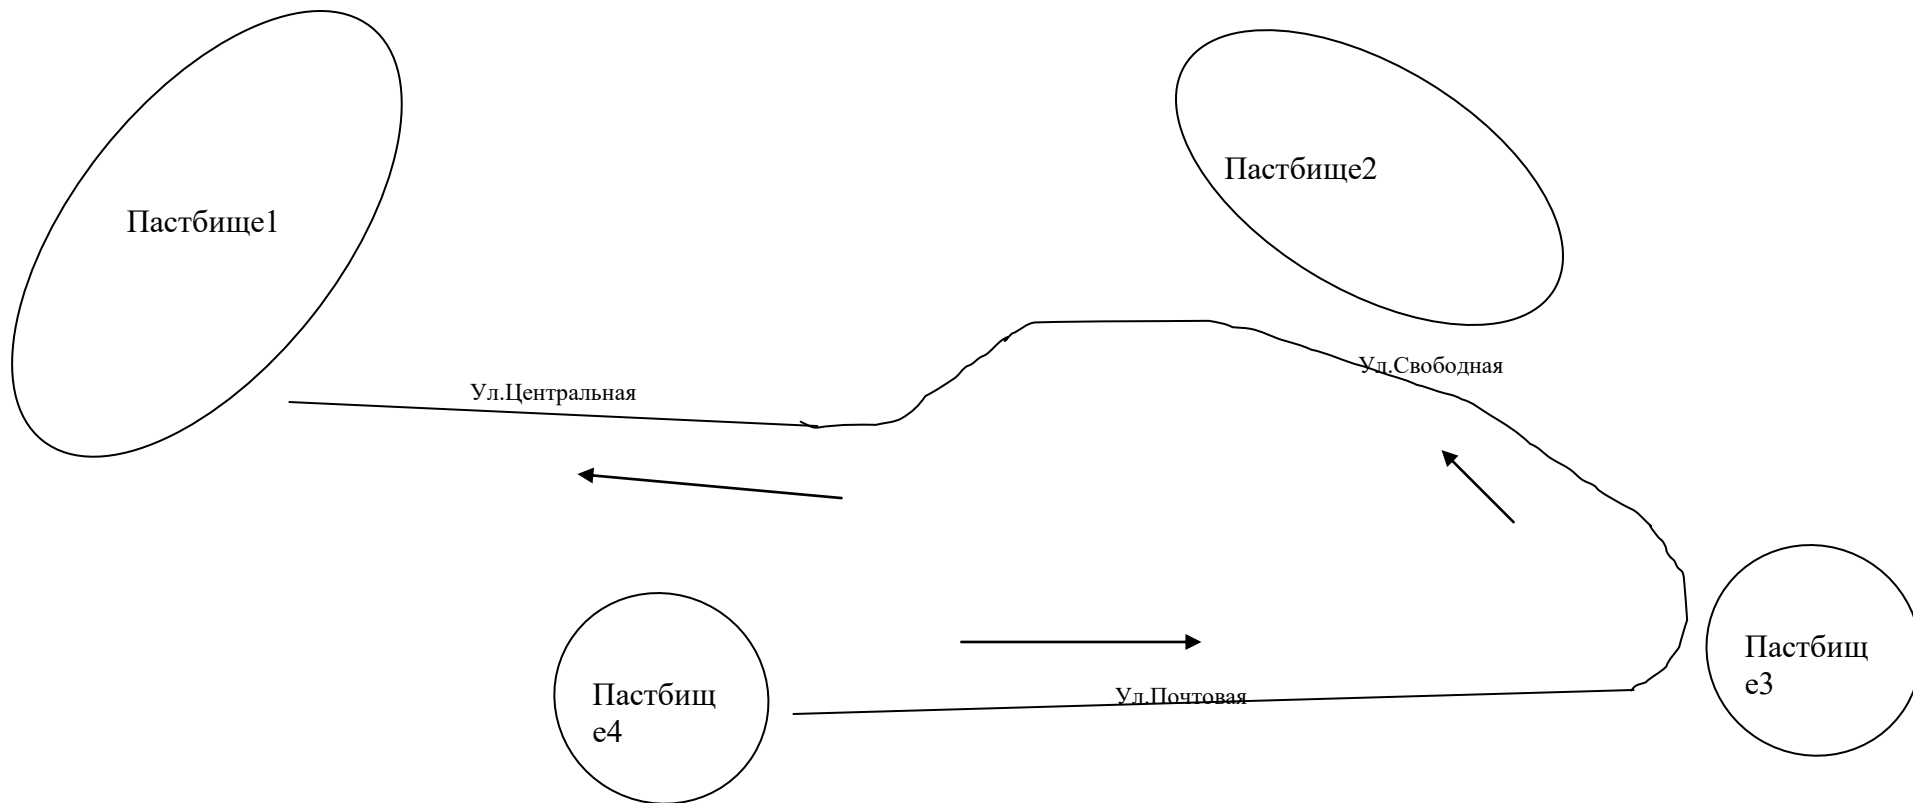 Пастбище2
Пастбище1
Ул.Свободная
Ул.Центральная
Пастбищ
е3
Пастбищ
е4
Ул.Почтовая